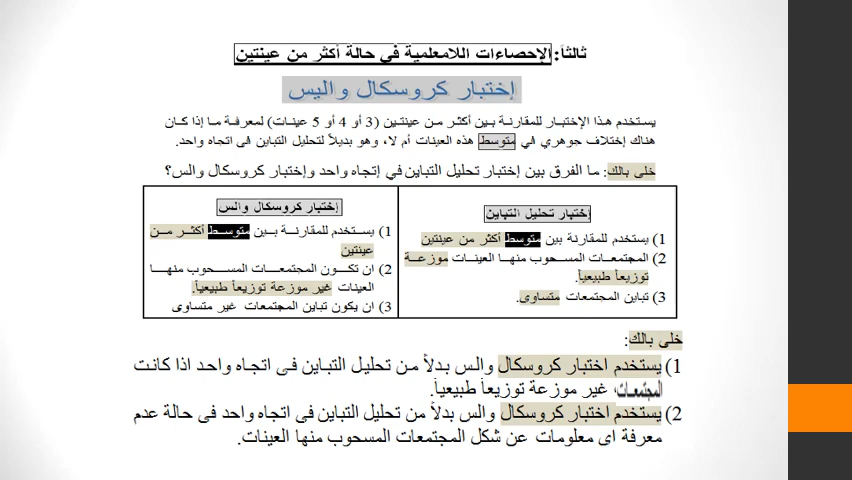 ثالثاً: الإحصاءات اللامعلمية في حالة أكثر من عينتين
إختبار كروسكال واليس
يستخدم هذا الإختبار للمقارنة بين أكثر من عينتين (3 أو 4 أو 5 عينات) لمعرفة ما إذا كان
هناك إختلاف جوهري في متوسط هذه العينات أم لا، وهو بديلاً لتحليل التباين في اتجاه واحد.
خلى بالك: ما الفرق بين إختبار تحليل التباين في إتجاه واحد وإختبار كروسكال والس؟
إختبار تحليل التباين
1) يستخدم للمقارنة بين متوسط أكثر من عينتين
2) المجتمعات المسحوب منها العينات موزعة
توزيعاً طبيعياً.
3) تباين المجتمعات متساوى.
إختبار كروسكال والس
1) يستخدم للمقارنة بين متوسط أكثر من
عينتين
2) ان تكون المجتمعات المسحوب منها
العينات غير موزعة توزيعاً طبيعياً.
3) ان يكون تباين المجتمعات غير متساوى
خلى بالك:
1) يستخدم اختبار كروسكال والس بدلاً من تحليل التباين فى اتجاه واحد اذا كانت
المجتمعات غير موزعة توزيعاً طبيعياً.
2) يستخدم اختبار كروسكال والس بدلاً من تحليل التباين فى اتجاه واحد فى حالة عدم
معرفة اى معلومات عن شكل المجتمعات المسحوب منها العينات.